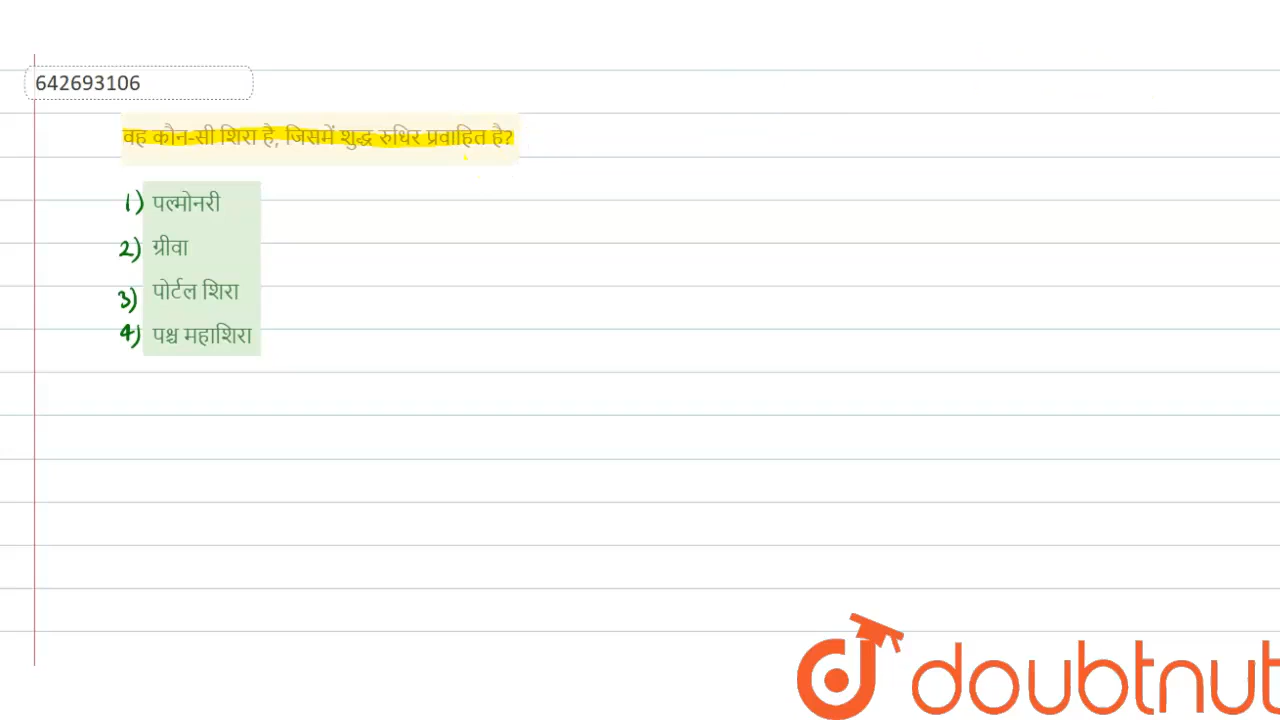 642693106
वह कौन-सी शिरा है, जिसमें शुद्ध रुधिर प्रवाहित है?
1) पल्मोनरी
2) ग्रीवा
3) पोर्टल शिरा
4) पश्च महाशिरा
doubtnut